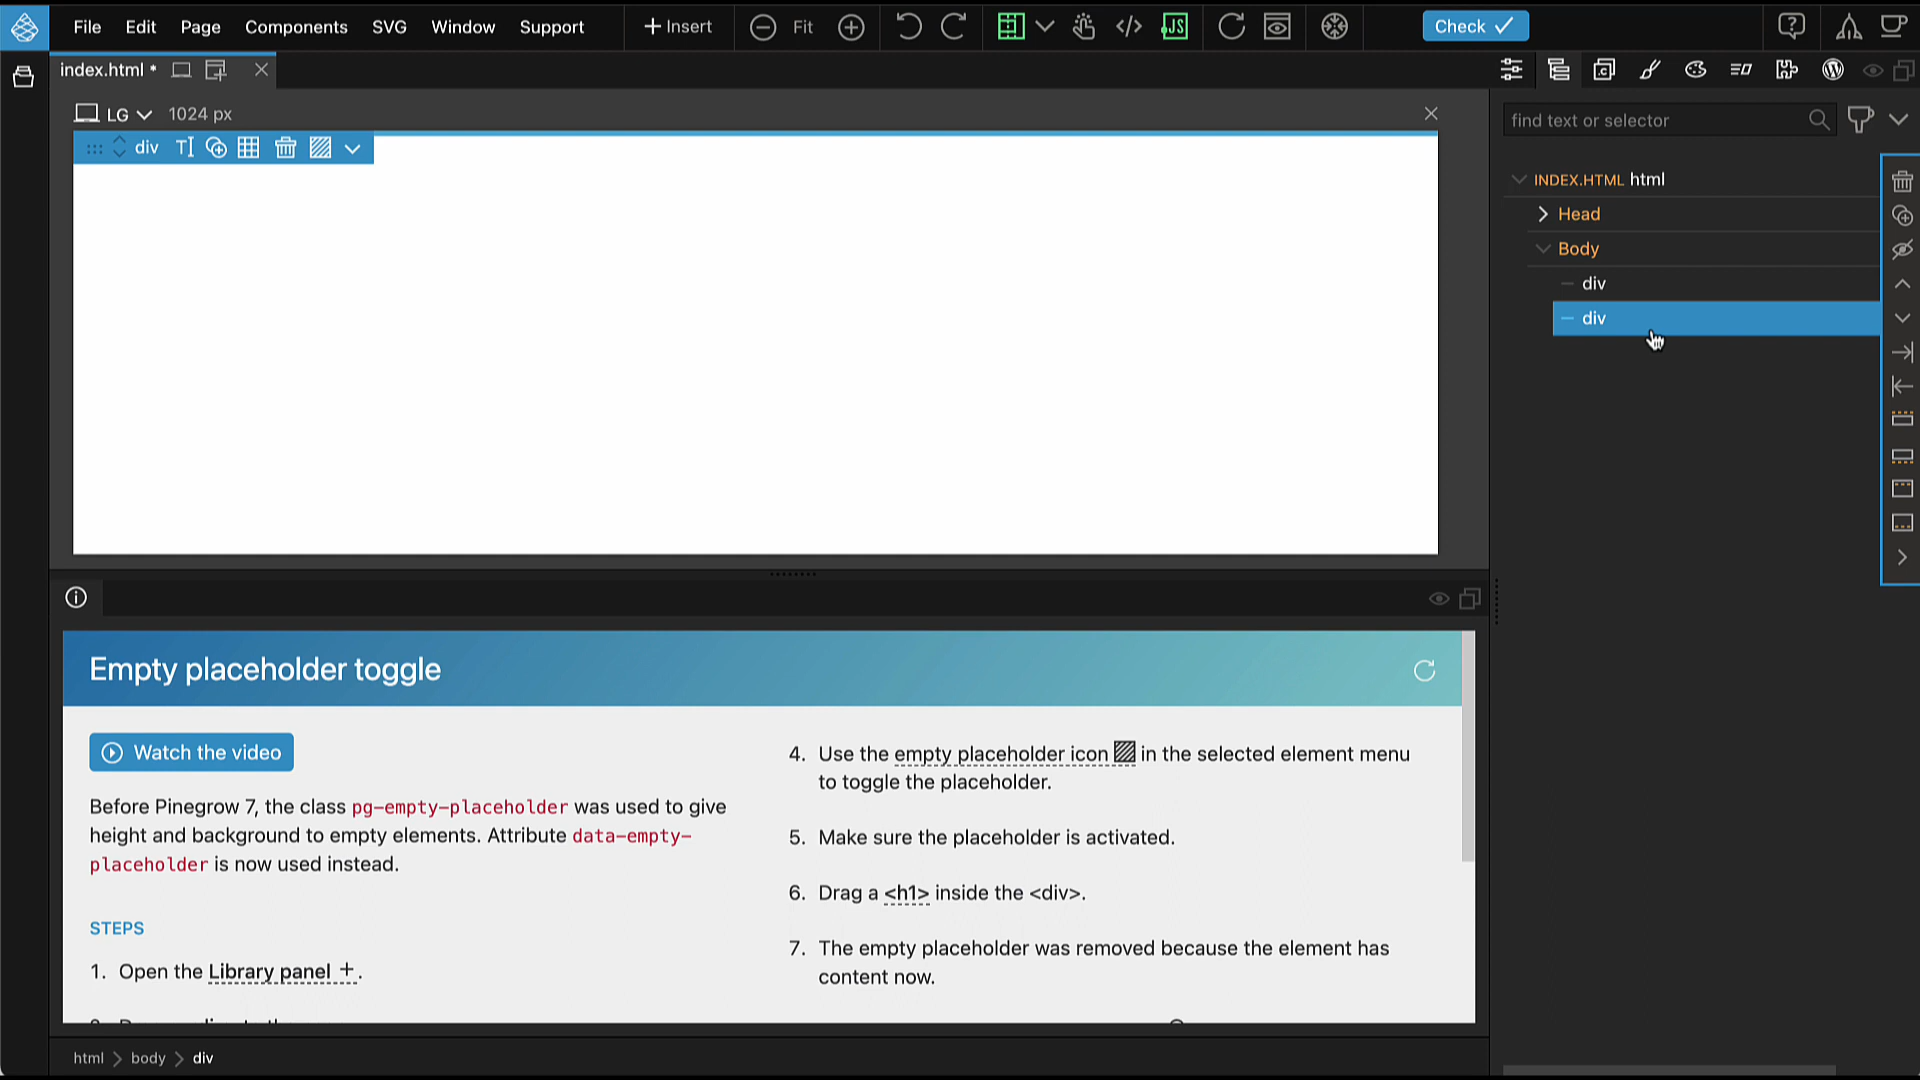 File Edit Page Components SVG Window Support + Insert Fit JS Check
index.html *
LG 1024 px
find text or selector
div
INDEX.HTML html
Head
Body
div
div
Empty placeholder toggle
Watch the video
Before Pinegrow 7, the class pg-empty-placeholder was used to give
height and background to empty elements. Attribute data-empty-
placeholder is now used instead.
STEPS
1. Open the Library panel +.
4. Use the empty placeholder icon in the selected element menu
to toggle the placeholder.
5. Make sure the placeholder is activated.
6. Drag a <h1> inside the <div>.
7. The empty placeholder was removed because the element has
content now.
html > body > div